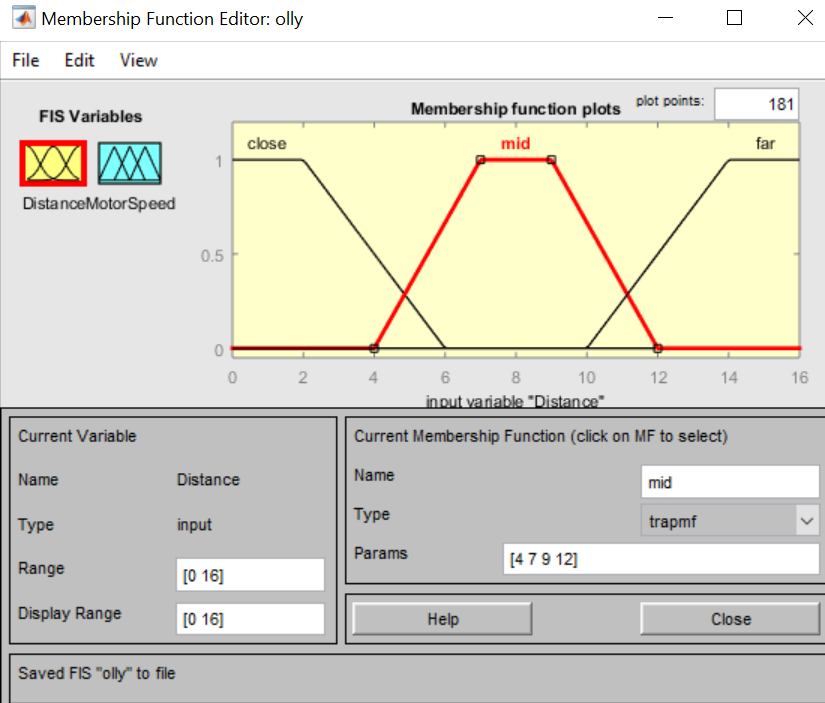 Membership Function Editor: olly
File Edit View
FIS Variables
Membership function plots
plot points:
181
close
mid
far
1
0.5
0
DistanceMotorSpeed
0 2 4 6 8 10 12 14 16
input variable "Distance"
Current Variable
Name Distance
Type input
Range [0 16]
Display Range [0 16]
Current Membership Function (click on MF to select)
Name mid
Type trapmf
Params [4 7 9 12]
Help Close
Saved FIS "olly" to file